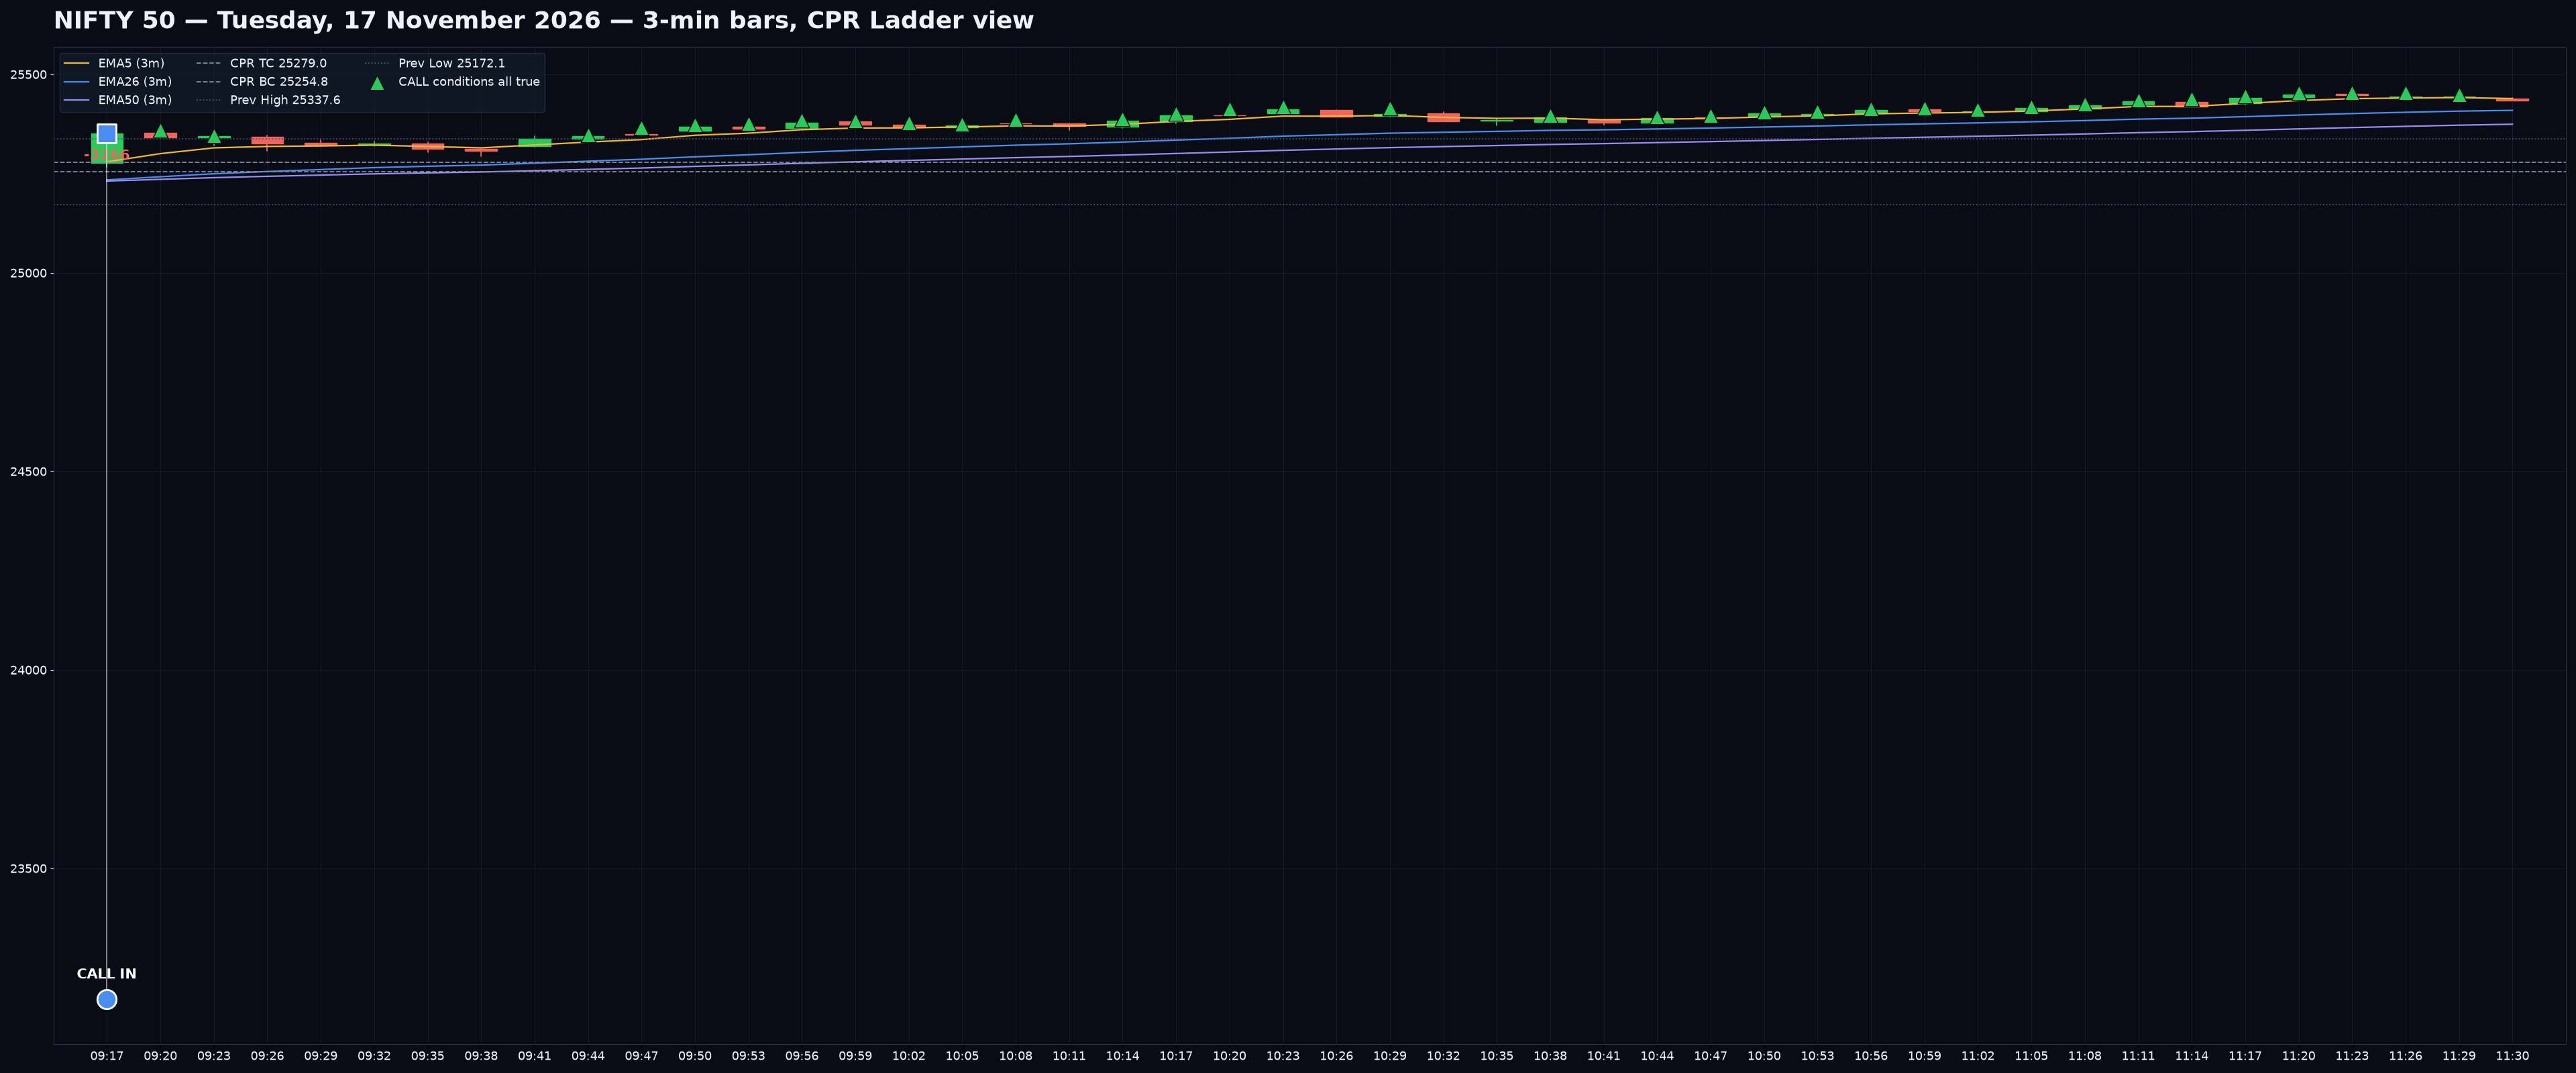 NIFTY 50 — Tuesday, 17 November 2026 — 3-min bars, CPR Ladder view
EMA5 (3m)
EMA26 (3m)
EMA50 (3m)
CPR TC 25279.0
CPR BC 25254.8
Prev High 25337.6
Prev Low 25172.1
CALL conditions all true
25500
25000
24500
24000
23500
CALL IN
09:17 09:20 09:23 09:26 09:29 09:32 09:35 09:38 09:41 09:44 09:47 09:50 09:53 09:56 09:59 10:02 10:05 10:08 10:11 10:14 10:17 10:20 10:23 10:26 10:29 10:32 10:35 10:38 10:41 10:44 10:47 10:50 10:53 10:56 10:59 11:02 11:05 11:08 11:11 11:14 11:17 11:20 11:23 11:26 11:29 11:30